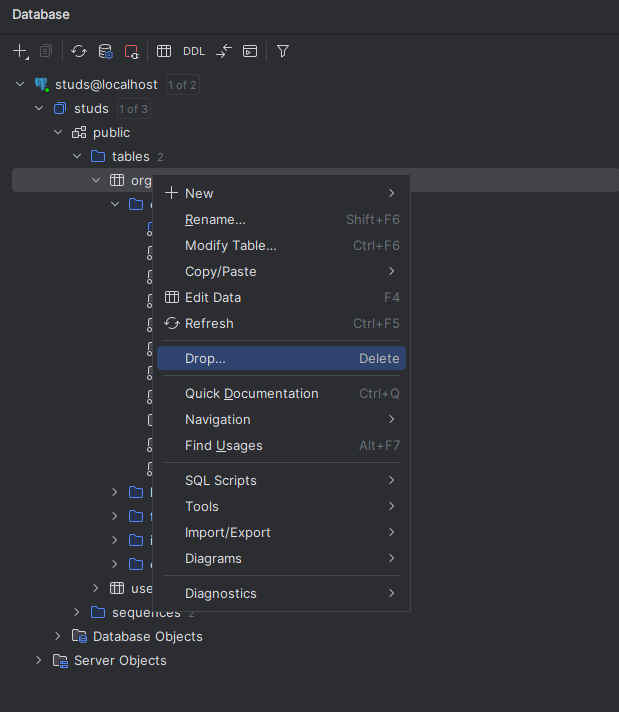 Database
DDL
studs@localhost 1 of 2
studs 1 of 3
public
tables 2
org
New
Rename... Shift+F6
Modify Table... Ctrl+F6
Copy/Paste
Edit Data F4
Refresh Ctrl+F5
Drop... Delete
Quick Documentation Ctrl+Q
Navigation
Find Usages Alt+F7
SQL Scripts
Tools
Import/Export
Diagrams
Diagnostics
use
sequences 2
Database Objects
Server Objects